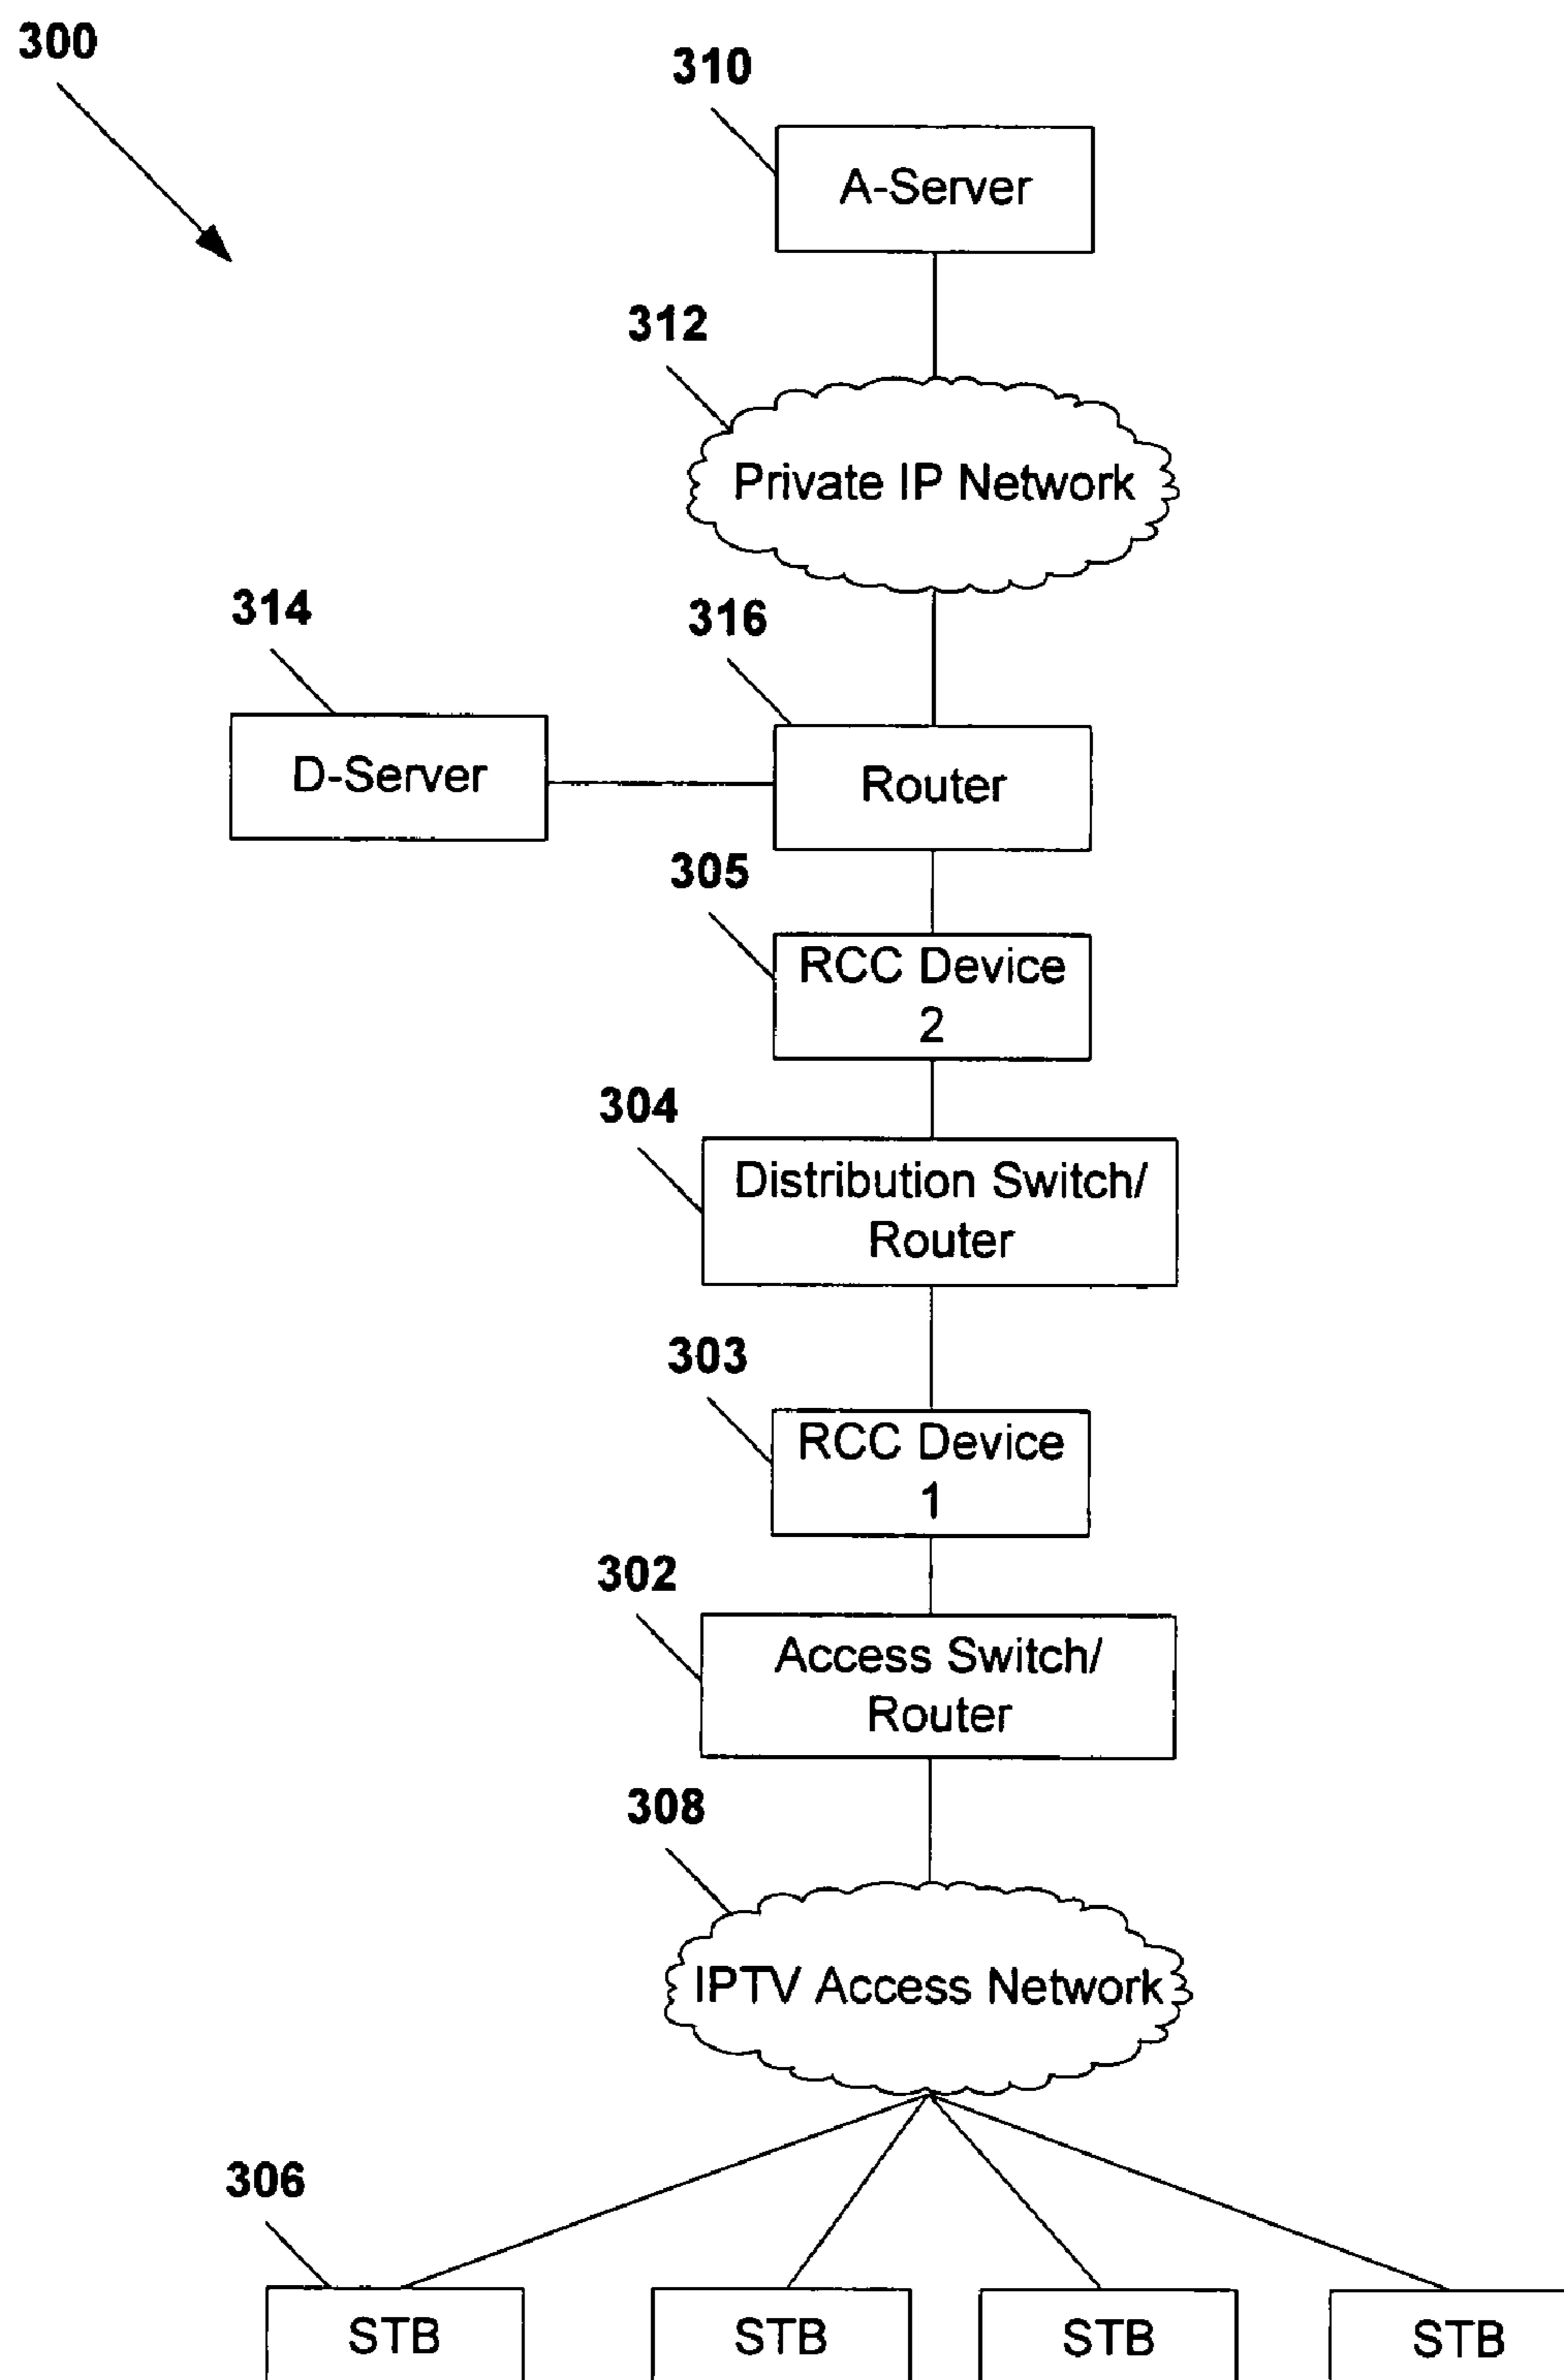 300
310
A-Server
312
Private IP Network
314
316
D-Server
Router
305
RCC Device
2
304
Distribution Switch/
Router
303
RCC Device
1
302
Access Switch/
Router
308
IPTV Access Network
306
STB
STB
STB
STB